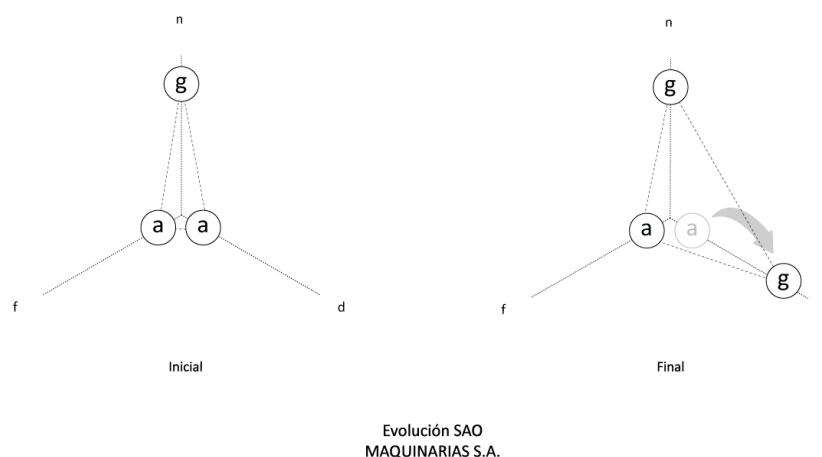 n
g
a
a
f
d
Inicial
n
g
a
a
g
f
Final
Evolución SAO
MAQUINARIAS S.A.